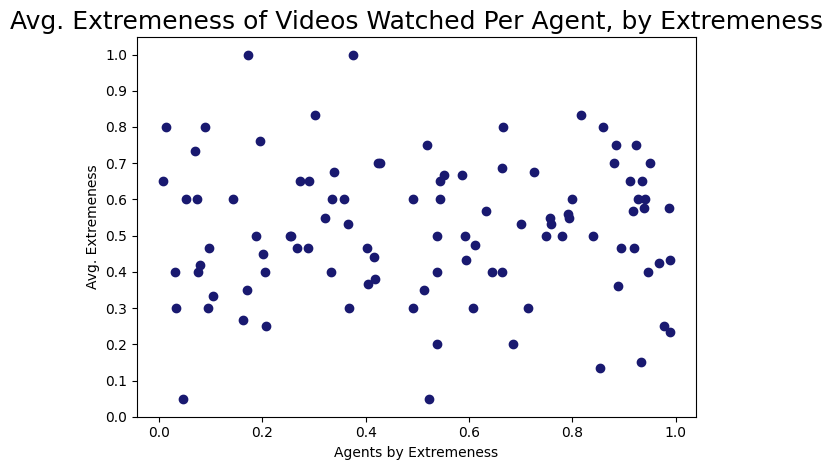 Avg. Extremeness of Videos Watched Per Agent, by Extremeness
1.0
0.9
0.8
0.7
0.6
0.5
0.4
0.3
0.2
0.1
0.0
Avg. Extremeness
0.0 0.2 0.4 0.6 0.8 1.0
Agents by Extremeness